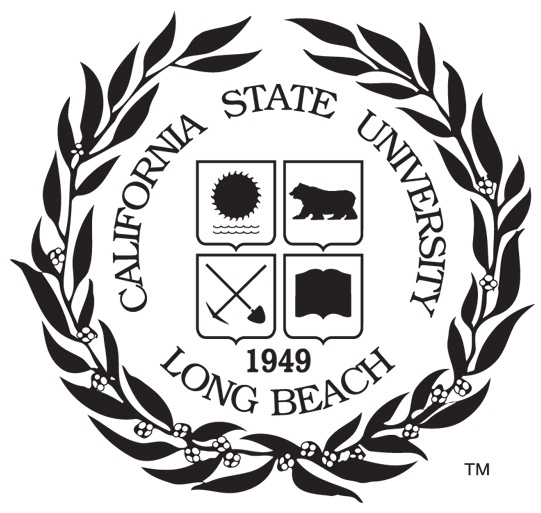 CALIFORNIA STATE UNIVERSITY
1949
LONG BEACH
TM